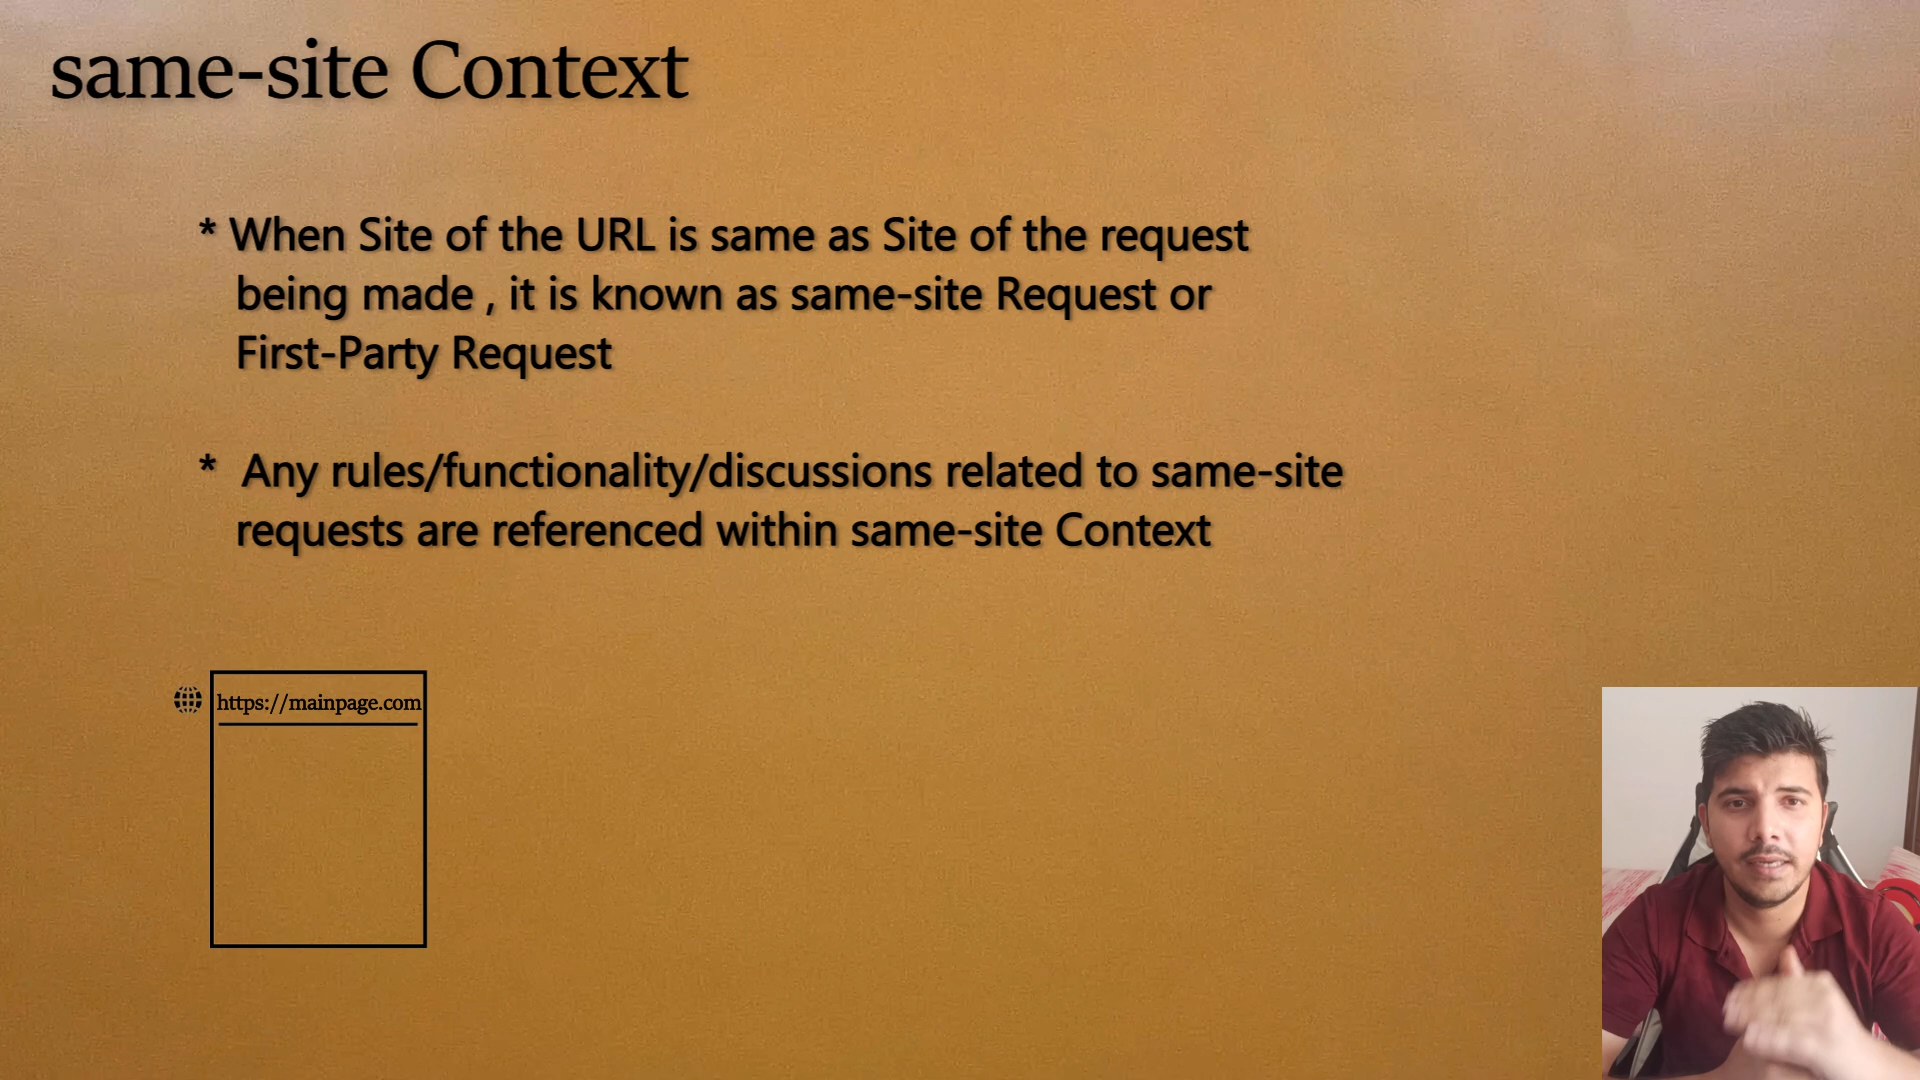 same-site Context
* When Site of the URL is same as Site of the request
being made , it is known as same-site Request or
First-Party Request
* Any rules/functionality/discussions related to same-site
requests are referenced within same-site Context
https://mainpage.com